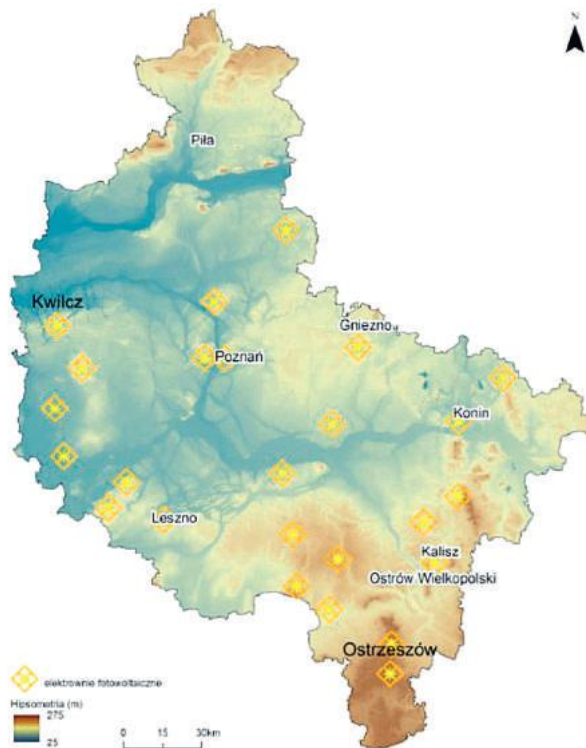 N
Piła
Kwilcz
Gniezno
Poznań
Konin
Leszno
Kalisz
Ostrów Wielkopolski
Ostrzeszów
elektrownie fotowoltaiczne
Hipsometria (m)
275
25
0 15 30km